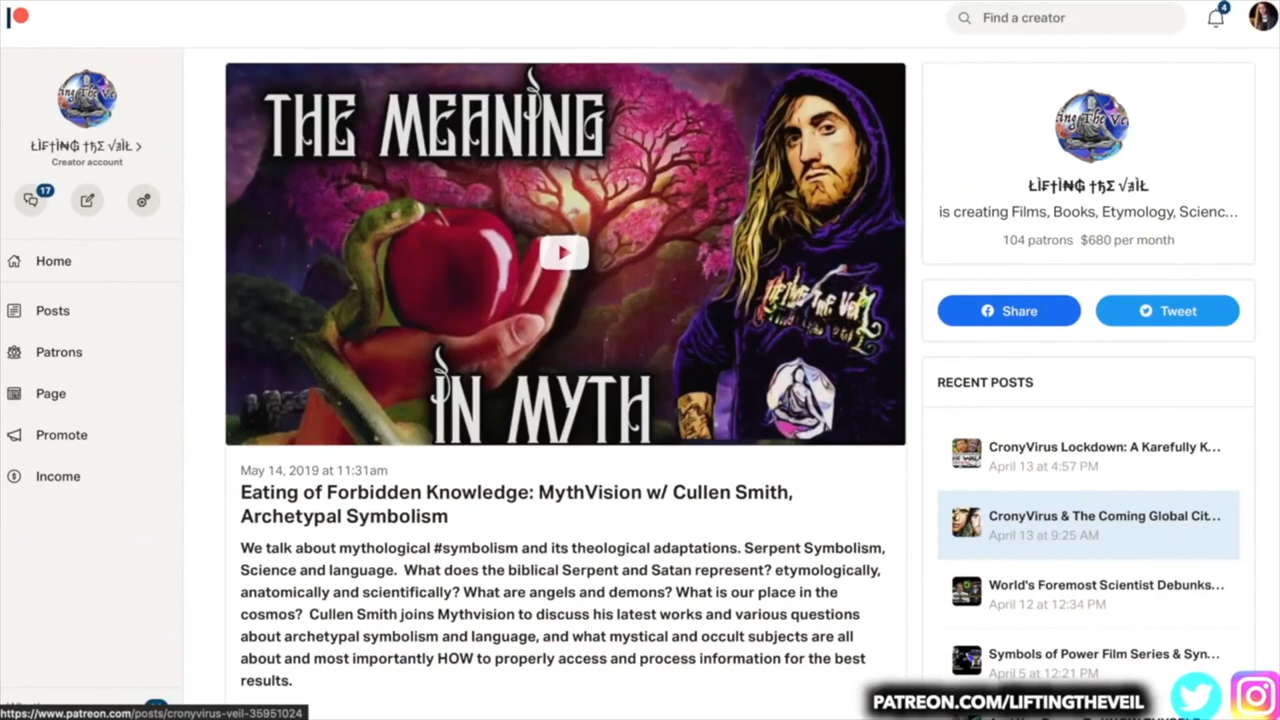 Find a creator
4
ŁÌ₣†Ì₦₲ †ђΣ √ƎÌŁ >
Creator account
17
Home
Posts
Patrons
Page
Promote
Income
THE MEANING
IN MYTH
May 14, 2019 at 11:31am
Eating of Forbidden Knowledge: MythVision w/ Cullen Smith,
Archetypal Symbolism
We talk about mythological #symbolism and its theological adaptations. Serpent Symbolism,
Science and language. What does the biblical Serpent and Satan represent? etymologically,
anatomically and scientifically? What are angels and demons? What is our place in the
cosmos? Cullen Smith joins Mythvision to discuss his latest works and various questions
about archetypal symbolism and language, and what mystical and occult subjects are all
about and most importantly HOW to properly access and process information for the best
results.
ŁÌ₣†Ì₦₲ †ђΣ √ƎÌŁ
is creating Films, Books, Etymology, Scienc...
104 patrons $680 per month
Share
Tweet
RECENT POSTS
CronyVirus Lockdown: A Karefully K...
April 13 at 4:57 PM
CronyVirus & The Coming Global Cit...
April 13 at 9:25 AM
World's Foremost Scientist Debunks...
April 12 at 12:34 PM
Symbols of Power Film Series & Syn...
April 5 at 12:21 PM
PATREON.COM/LIFTINGTHEVEIL
https://www.patreon.com/posts/cronyvirus-veil-35951024